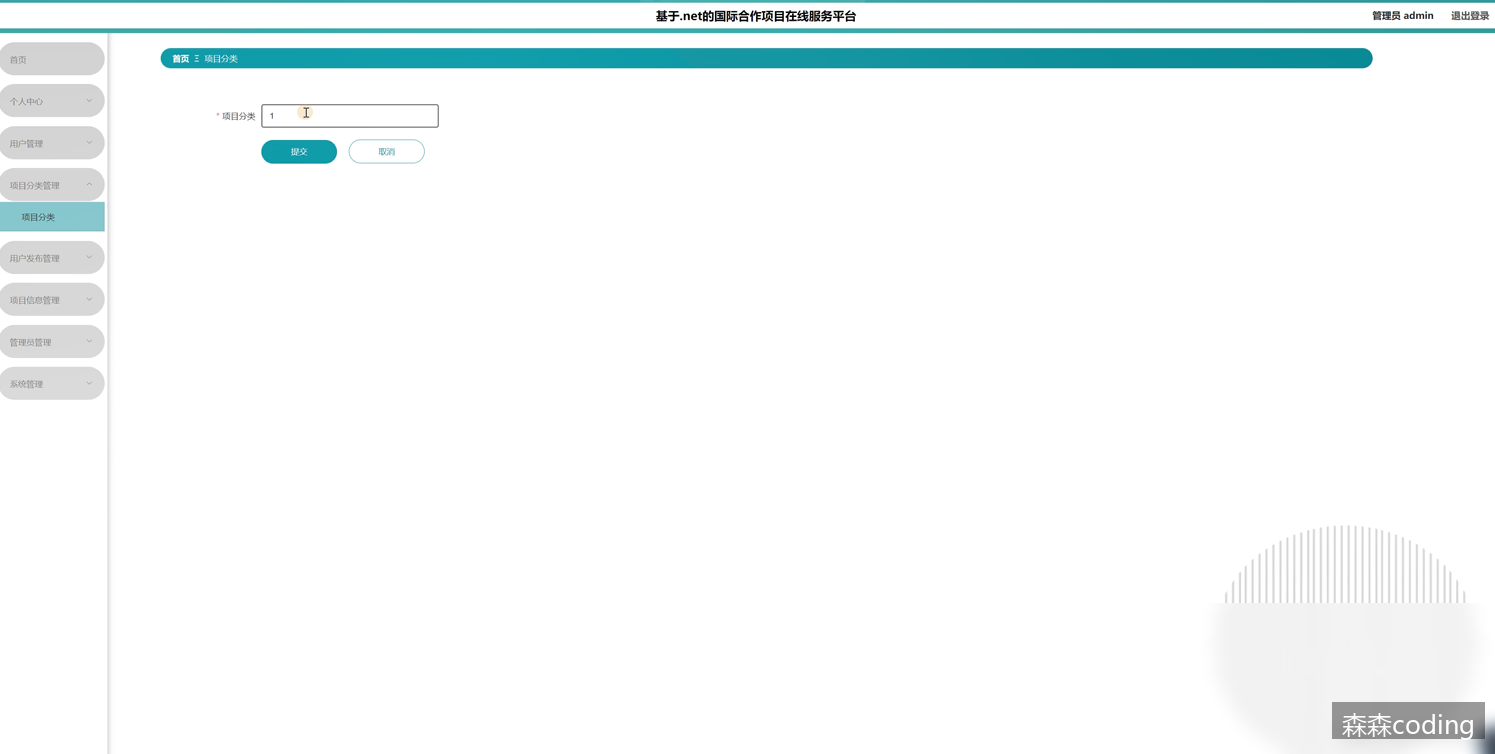 基于.net的国际合作项目在线服务平台
管理员 admin
退出登录
首页
个人中心
用户管理
项目分类管理
项目分类
用户发布管理
项目信息管理
管理员管理
系统管理
首页 Ξ 项目分类
* 项目分类 1
提交 取消
森森coding